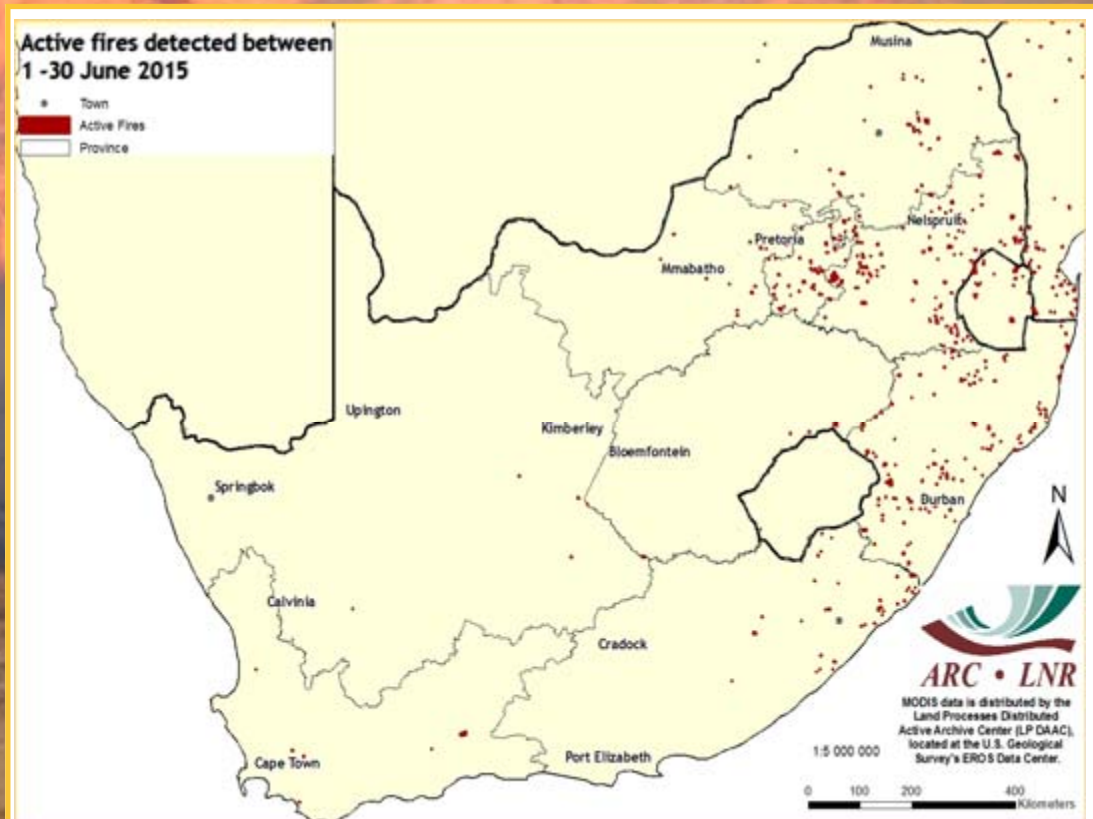 Active fires detected between
1 -30 June 2015
Town
Active Fires
Province
Musina
Nelspruit
Pretoria
Mmabatho
Upington
Kimberley
Bloemfontein
Springbok
Durban
N
Calvinia
Cradock
ARC • LNR
MODIS data is distributed by the
Land Processes Distributed
Active Archive Center (LP DAAC),
located at the U.S. Geological
Survey's EROS Data Center.
1:5 000 000
Cape Town
Port Elizabeth
0 100 200 400
Kilometers